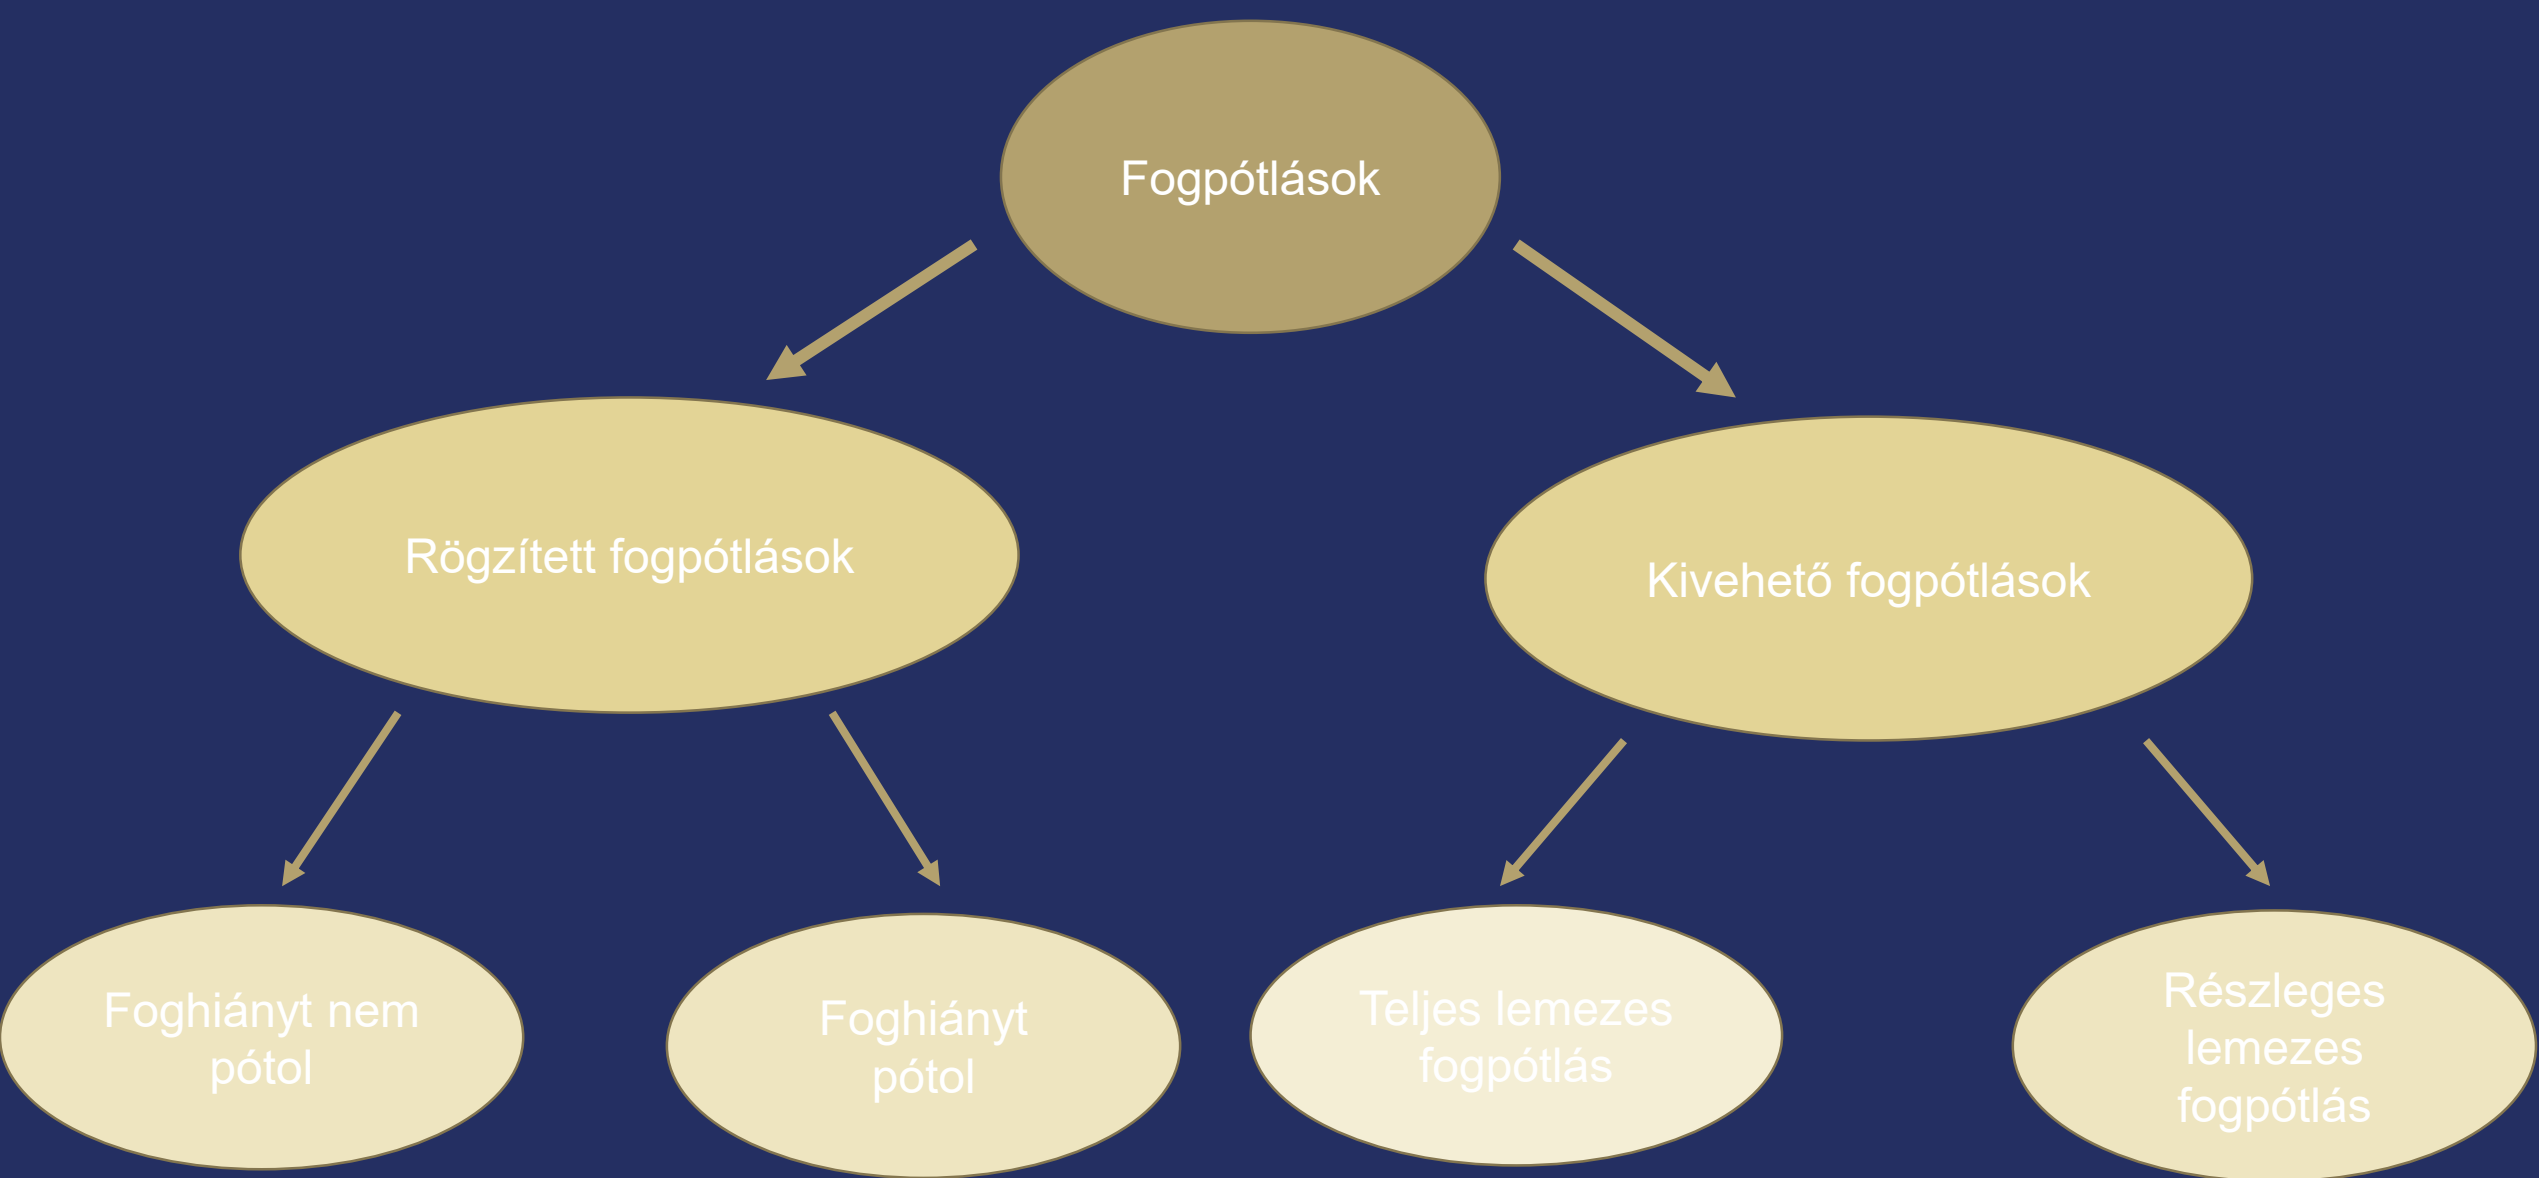 Fogpótlások
Rögzített fogpótlások
Kivehető fogpótlások
Foghiányt nem
pótol
Foghiányt
pótol
Teljes lemezes
fogpótlás
Részleges
lemezes
fogpótlás